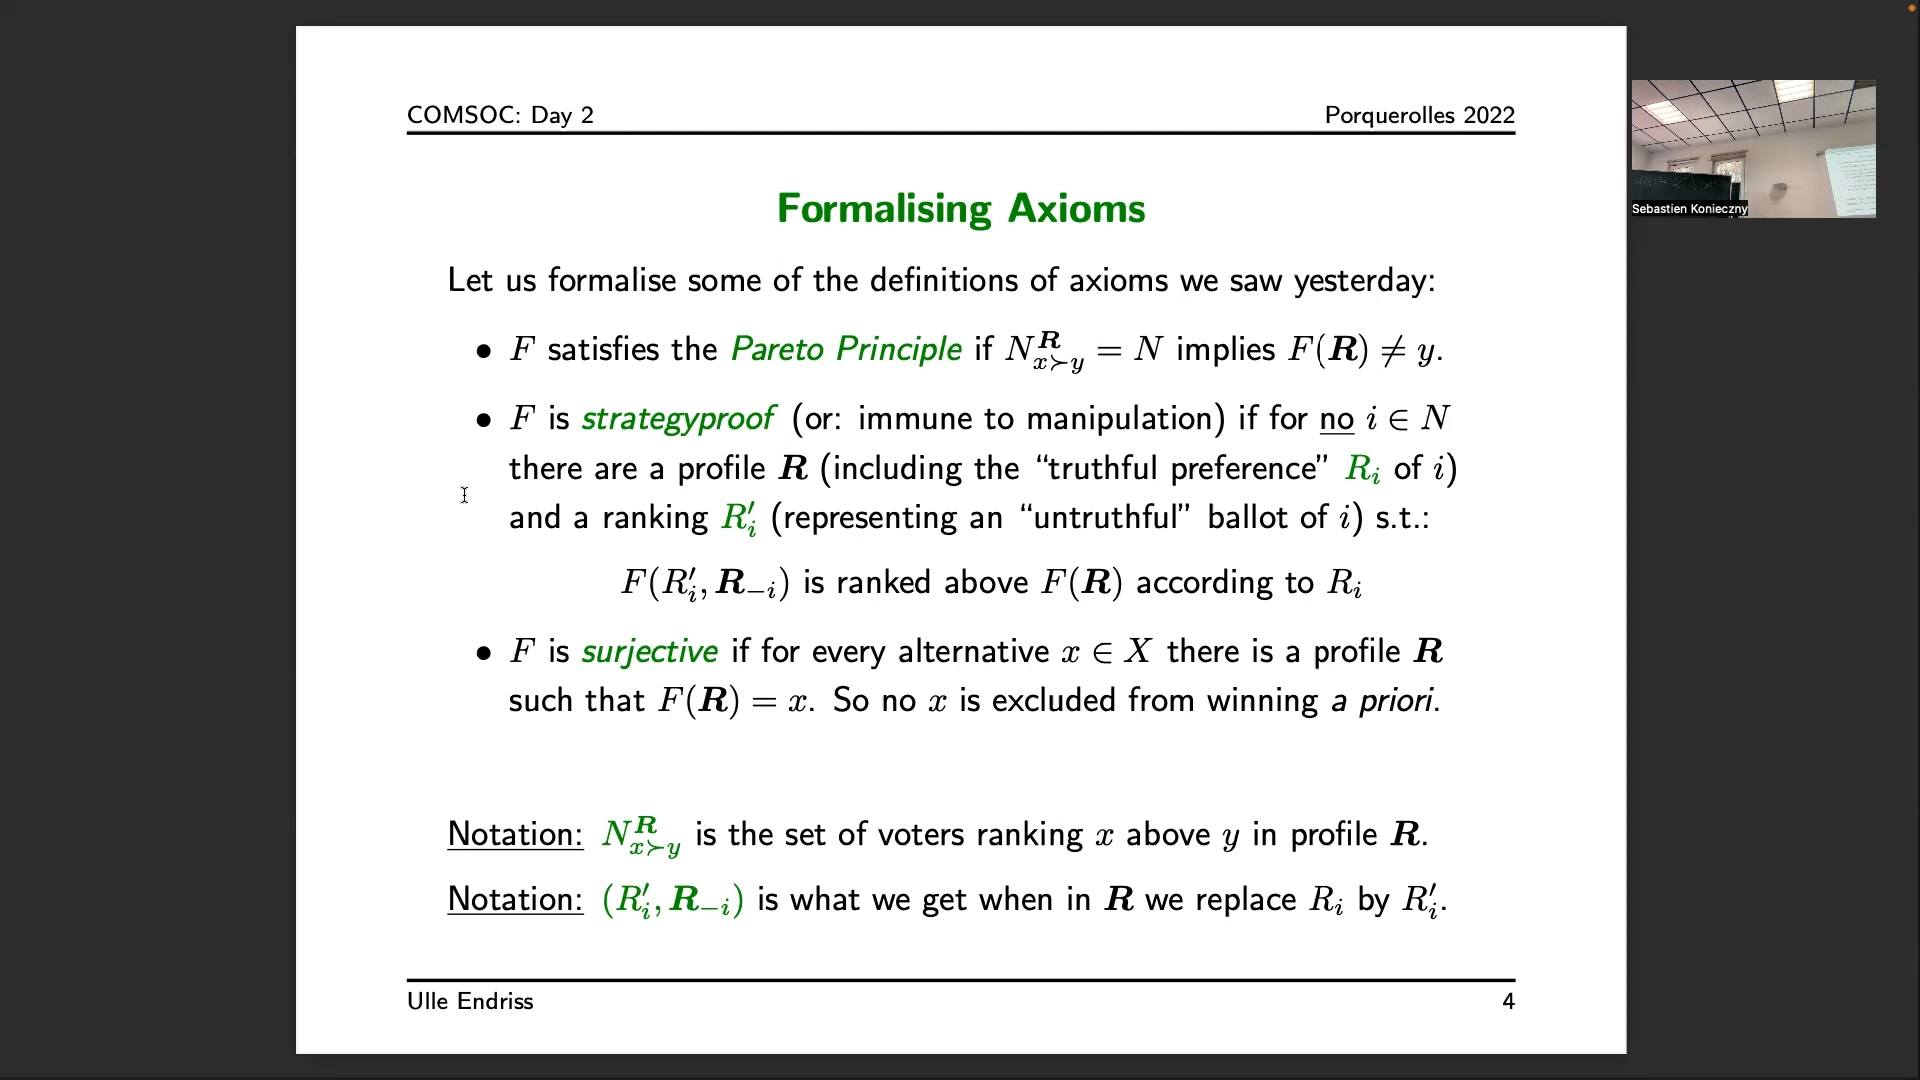 COMSOC: Day 2 Porquerolles 2022
Formalising Axioms
Let us formalise some of the definitions of axioms we saw yesterday:
• F satisfies the Pareto Principle if N^R_{x≻y} = N implies F(R) ≠ y.
• F is strategyproof (or: immune to manipulation) if for no i ∈ N
there are a profile R (including the “truthful preference” R_i of i)
and a ranking R′_i (representing an “untruthful” ballot of i) s.t.:
F(R′_i, R_{−i}) is ranked above F(R) according to R_i
• F is surjective if for every alternative x ∈ X there is a profile R
such that F(R) = x. So no x is excluded from winning a priori.
Notation: N^R_{x≻y} is the set of voters ranking x above y in profile R.
Notation: (R′_i, R_{−i}) is what we get when in R we replace R_i by R′_i.
Ulle Endriss 4
Sebastien Konieczny